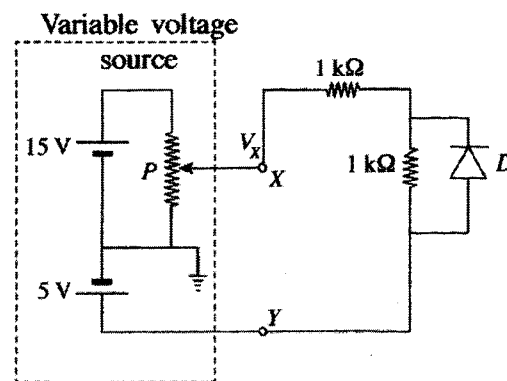 Variable voltage
source
1 kΩ
15 V
P
V_X
X
1 kΩ
D
5 V
Y